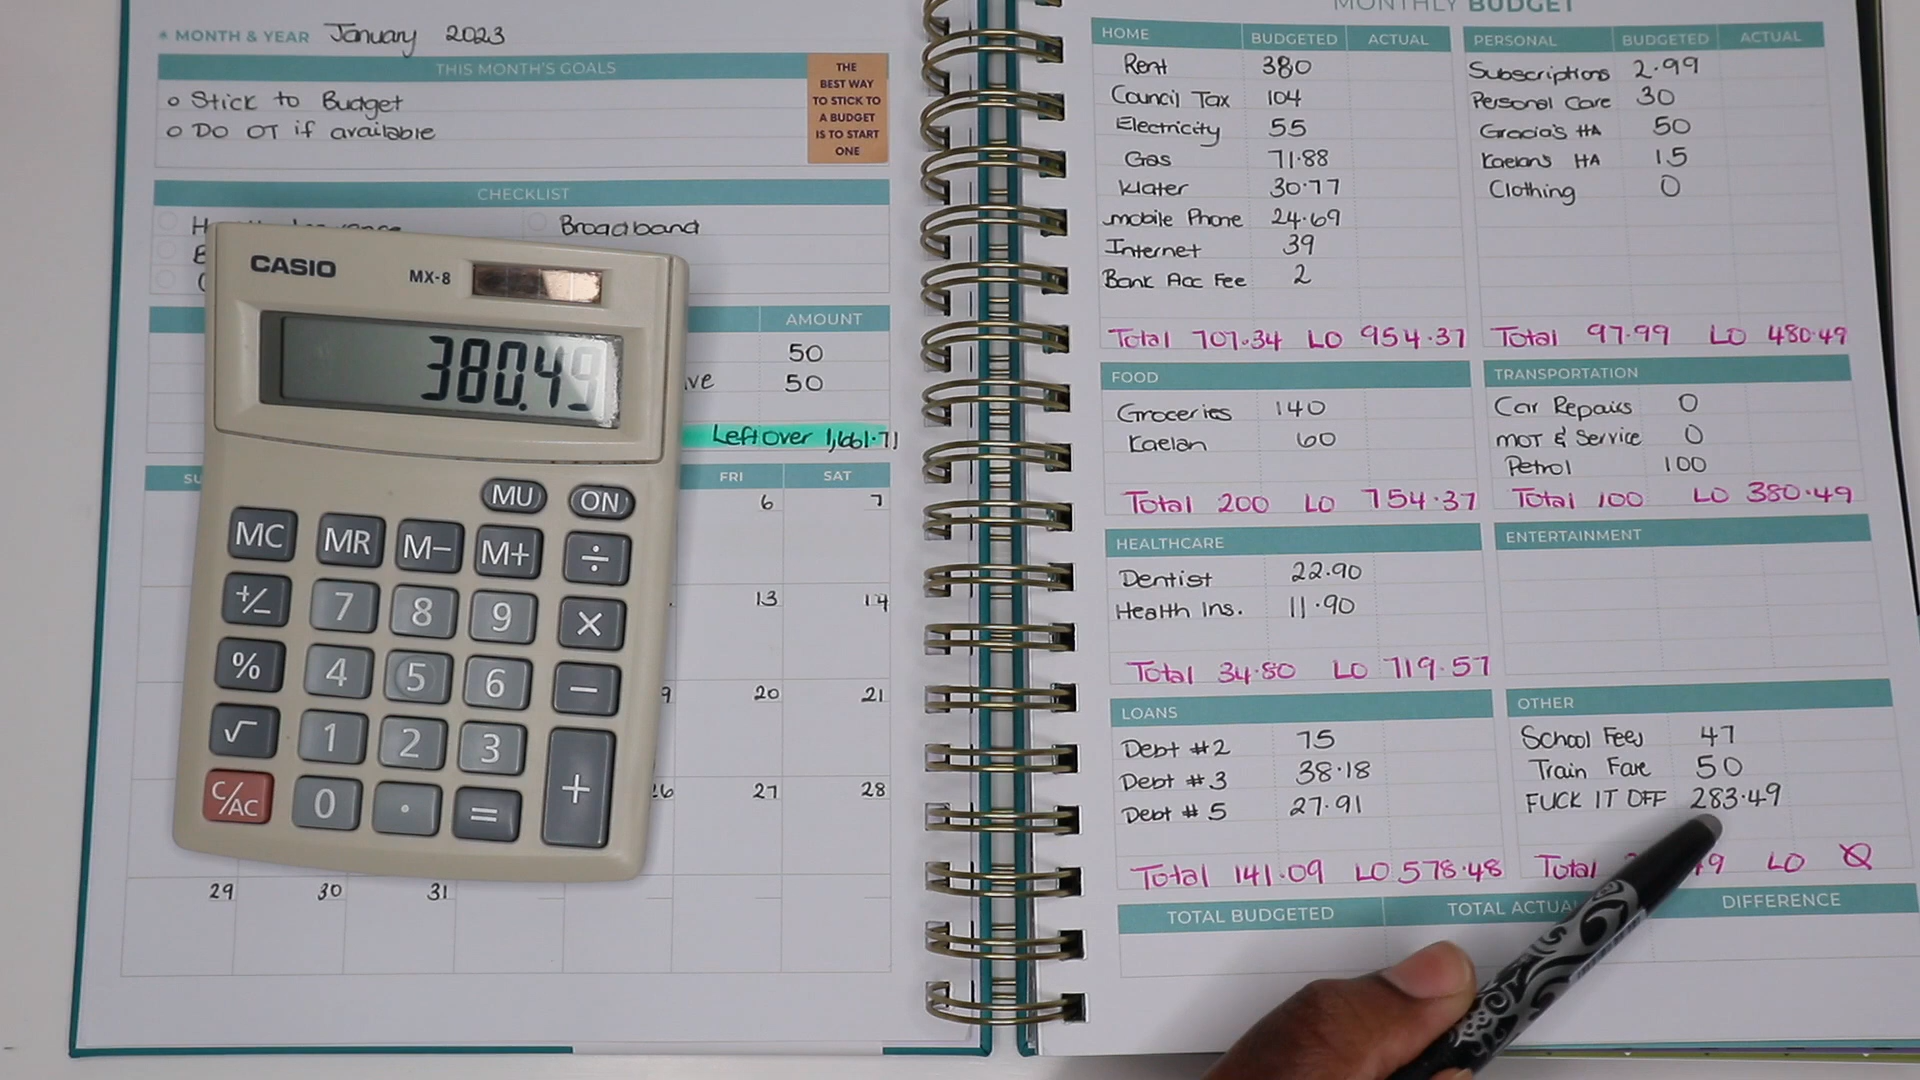 MONTH & YEAR January 2023
THIS MONTH'S GOALS
Stick to Budget
Do OT if available
THE
BEST WAY
TO STICK TO
A BUDGET
IS TO START
ONE
CHECKLIST
Broadband
AMOUNT
50
50
Left over 1,661.71
FRI SAT
6 7
13 14
20 21
27 28
29 30 31
CASIO MX-8
380.49
MU ON
MC MR M− M+ ÷
+/− 7 8 9 ×
% 4 5 6 −
√ 1 2 3
C/AC 0 . = +
MONTHLY BUDGET
HOME BUDGETED ACTUAL
Rent 380
Council Tax 104
Electricity 55
Gas 71.88
Water 30.77
mobile Phone 24.69
Internet 39
Bank Acc Fee 2
Total 707.34 LO 954.37
FOOD
Groceries 140
Kaelan 60
Total 200 LO 754.37
HEALTHCARE
Dentist 22.90
Health Ins. 11.90
Total 34.80 LO 719.57
LOANS
Debt #2 75
Debt #3 38.18
Debt #5 27.91
Total 141.09 LO 578.48
PERSONAL BUDGETED ACTUAL
Subscriptions 2.99
Personal Care 30
Gracia's HA 50
Kaelan's HA 15
Clothing 0
Total 97.99 LO 480.49
TRANSPORTATION
Car Repairs 0
MOT & Service 0
Petrol 100
Total 100 LO 380.49
ENTERTAINMENT
OTHER
School Fees 47
Train Fare 50
FUCK IT OFF 283.49
Total LO 0
TOTAL BUDGETED TOTAL ACTUAL DIFFERENCE